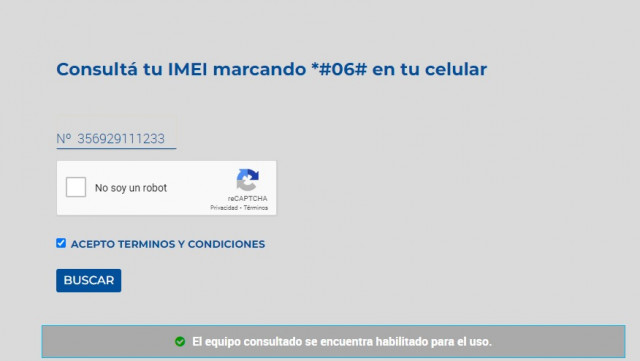 Consultá tu IMEI marcando *#06# en tu celular
Nº 356929111233
No soy un robot
reCAPTCHA
Privacidad - Términos
ACEPTO TERMINOS Y CONDICIONES
BUSCAR
El equipo consultado se encuentra habilitado para el uso.